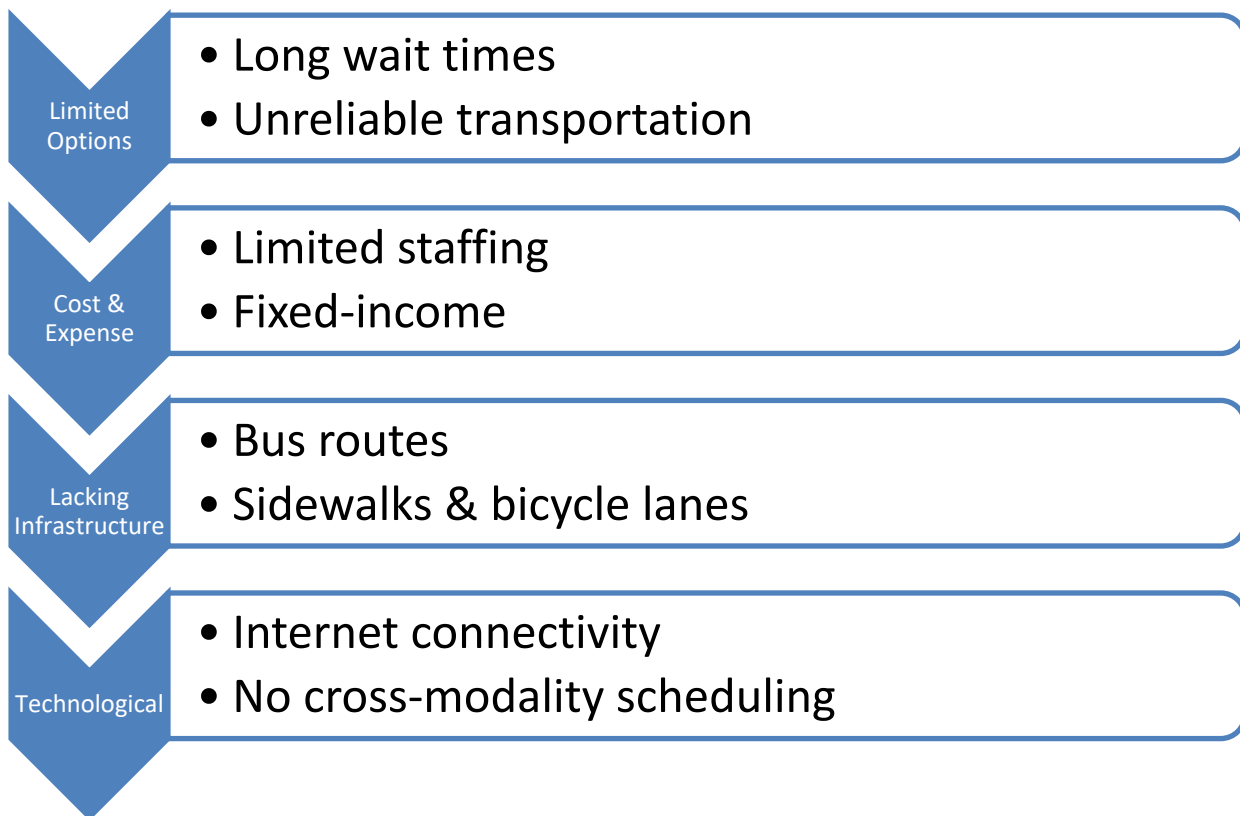 Limited
Options
• Long wait times
• Unreliable transportation
Cost &
Expense
• Limited staffing
• Fixed-income
Lacking
Infrastructure
• Bus routes
• Sidewalks & bicycle lanes
Technological
• Internet connectivity
• No cross-modality scheduling